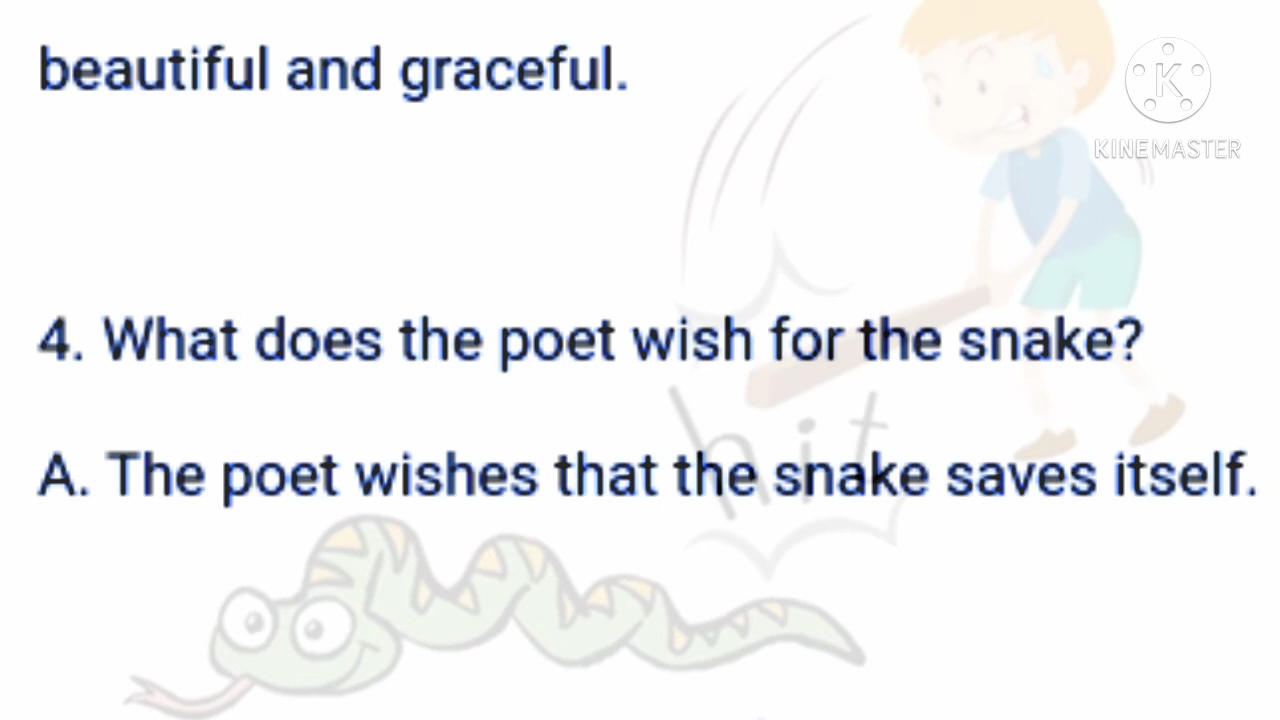 beautiful and graceful.
K
KINEMASTER
4. What does the poet wish for the snake?
hit
A. The poet wishes that the snake saves itself.